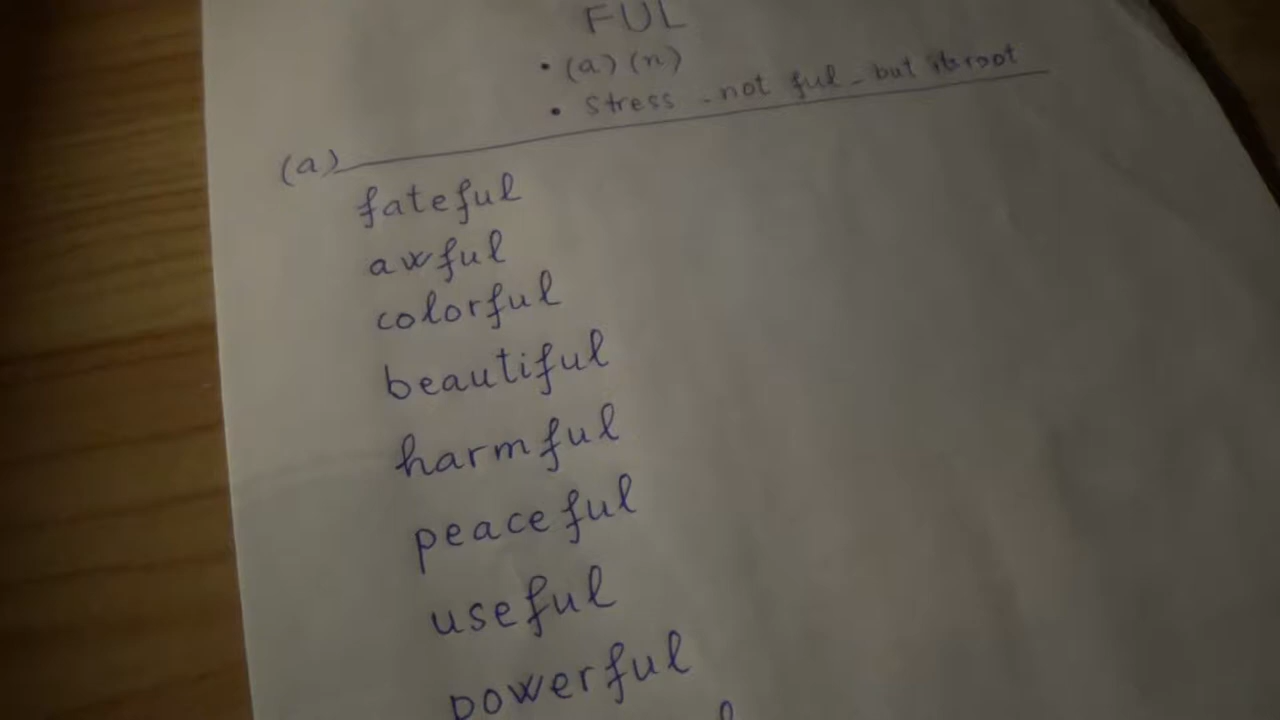 FUL
• (a) (n)
• Stress - not ful - but its root
(a)
fateful
awful
colorful
beautiful
harmful
peaceful
useful
powerful